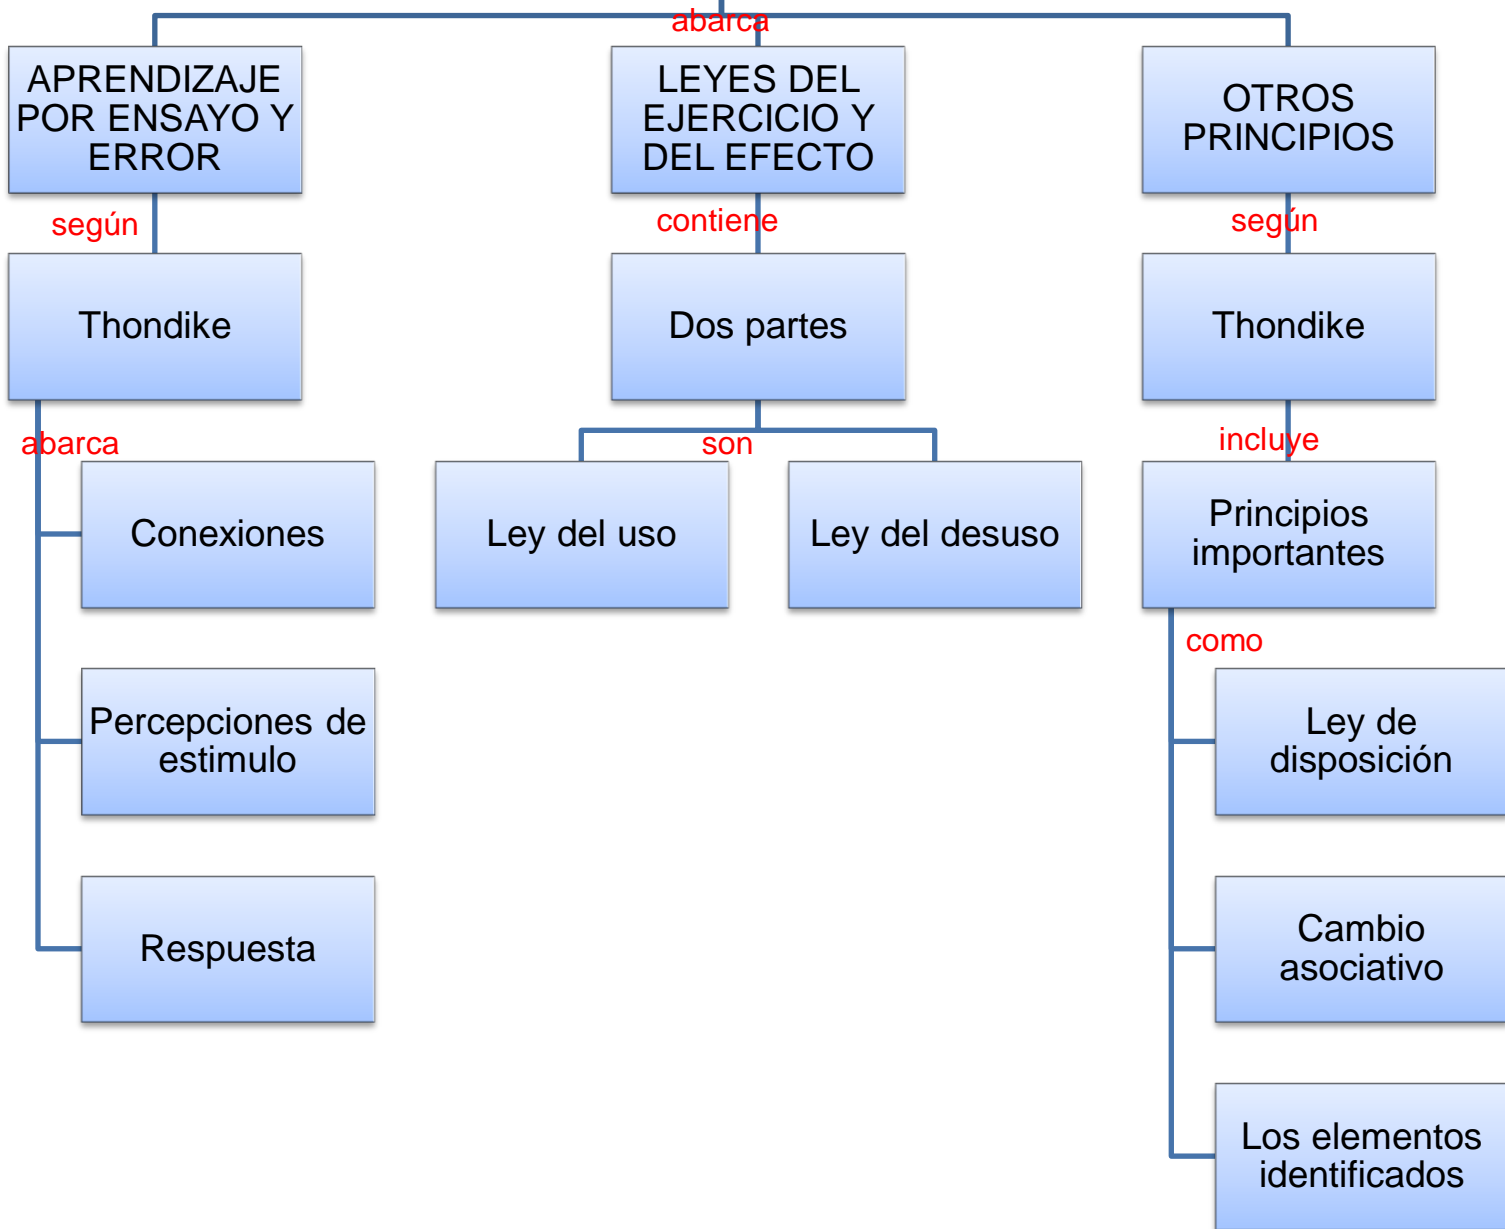 abarca
APRENDIZAJE
POR ENSAYO Y
ERROR
según
Thondike
abarca
Conexiones
Percepciones de
estimulo
Respuesta
LEYES DEL
EJERCICIO Y
DEL EFECTO
contiene
Dos partes
son
Ley del uso
Ley del desuso
OTROS
PRINCIPIOS
según
Thondike
incluye
Principios
importantes
como
Ley de
disposición
Cambio
asociativo
Los elementos
identificados